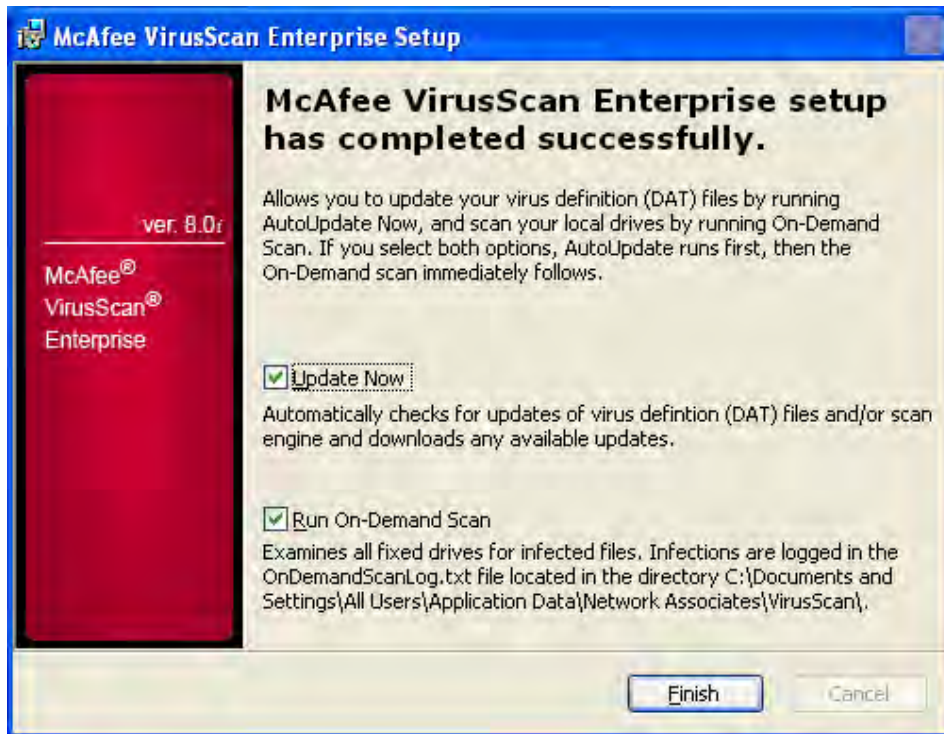 McAfee VirusScan Enterprise Setup
ver. 8.0i
McAfee®
VirusScan®
Enterprise
McAfee VirusScan Enterprise setup
has completed successfully.
Allows you to update your virus definition (DAT) files by running
AutoUpdate Now, and scan your local drives by running On-Demand
Scan. If you select both options, AutoUpdate runs first, then the
On-Demand scan immediately follows.
Update Now
Automatically checks for updates of virus defintion (DAT) files and/or scan
engine and downloads any available updates.
Run On-Demand Scan
Examines all fixed drives for infected files. Infections are logged in the
OnDemandScanLog.txt file located in the directory C:\Documents and
Settings\All Users\Application Data\Network Associates\VirusScan\.
Finish
Cancel